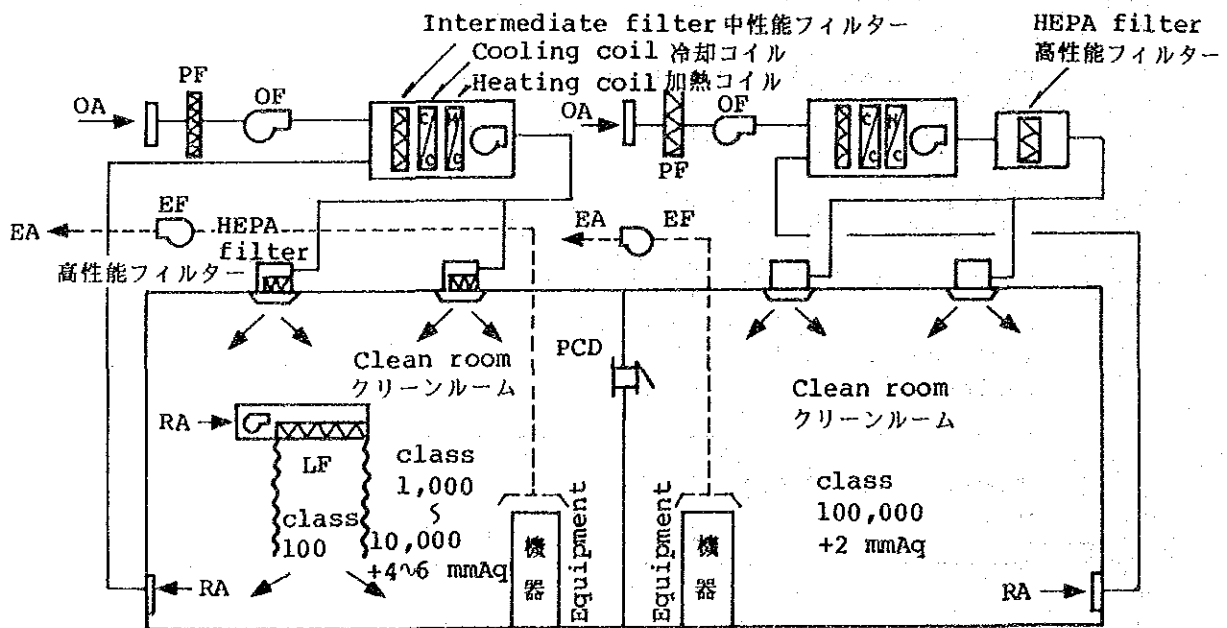 Intermediate filter 中性能フィルター
Cooling coil 冷却コイル
Heating coil 加熱コイル
HEPA filter
高性能フィルター
PF
OA
OF
C
C
H
C
OA
PF
OF
C
C
H
C
EA
EF
HEPA
filter
高性能フィルター
EA
EF
Clean room
クリーンルーム
PCD
Clean room
クリーンルーム
RA
LF
class
100
class
1,000
〜
10,000
+4~6 mmAq
RA
機器
Equipment
Equipment
機器
class
100,000
+2 mmAq
RA